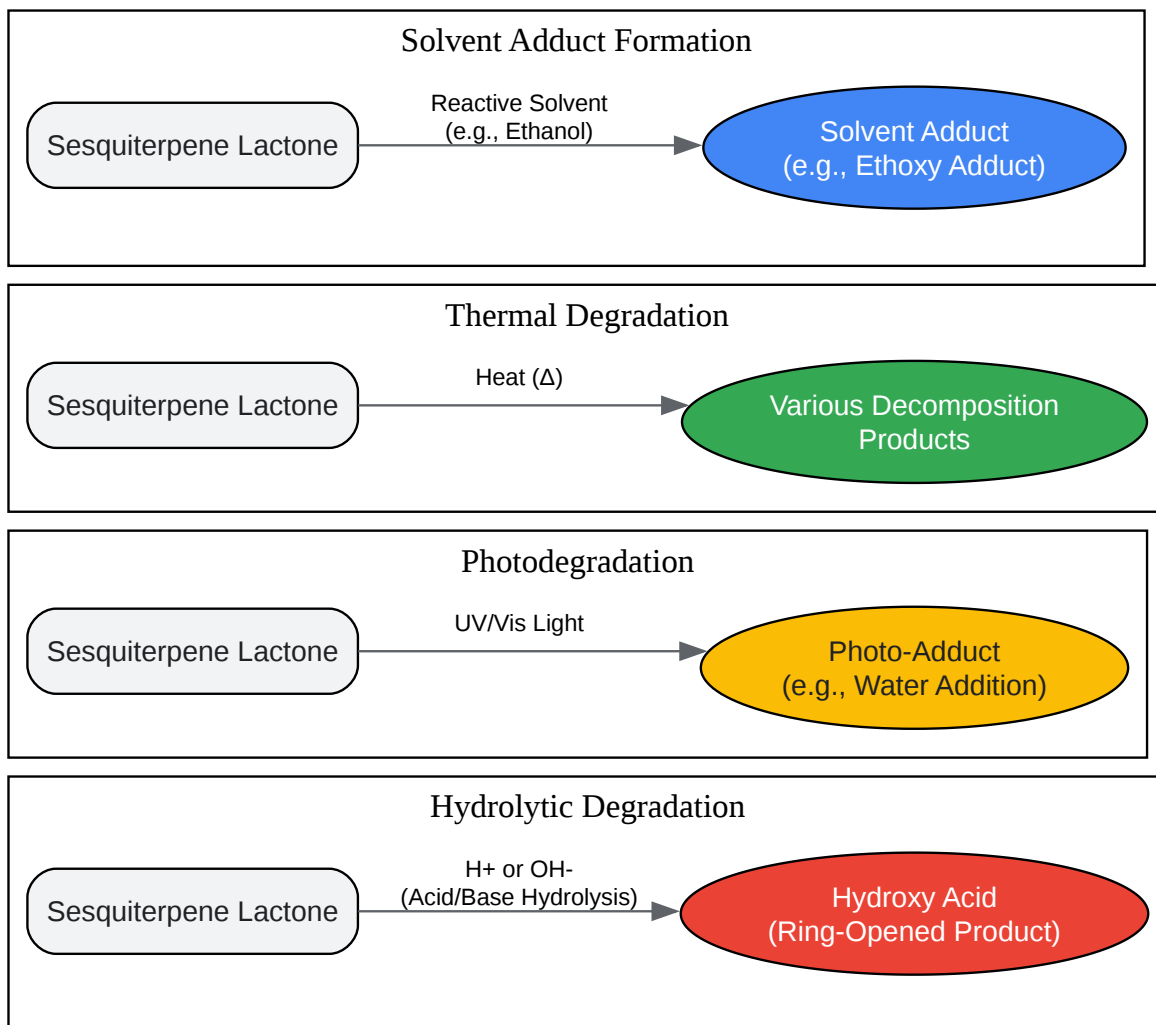 Solvent Adduct Formation
Sesquiterpene Lactone
Reactive Solvent
(e.g., Ethanol)
Solvent Adduct
(e.g., Ethoxy Adduct)
Thermal Degradation
Sesquiterpene Lactone
Heat (Δ)
Various Decomposition
Products
Photodegradation
Sesquiterpene Lactone
UV/Vis Light
Photo-Adduct
(e.g., Water Addition)
Hydrolytic Degradation
Sesquiterpene Lactone
H+ or OH-
(Acid/Base Hydrolysis)
Hydroxy Acid
(Ring-Opened Product)